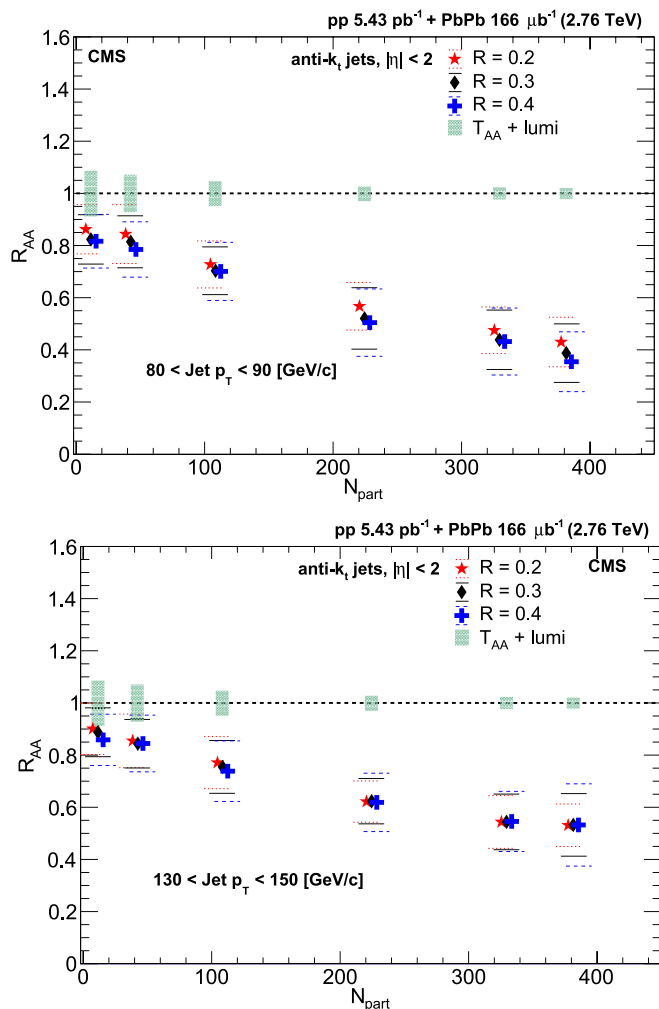 pp 5.43 pb⁻¹ + PbPb 166 μb⁻¹ (2.76 TeV)
1.6
CMS
anti-kₜ jets, |η| < 2
R = 0.2
R = 0.3
R = 0.4
T_AA + lumi
1.4
1.2
1
0.8
0.6
0.4
0.2
0
R_AA
80 < Jet p_T < 90 [GeV/c]
0 100 200 300 400
N_part
pp 5.43 pb⁻¹ + PbPb 166 μb⁻¹ (2.76 TeV)
1.6
anti-kₜ jets, |η| < 2
CMS
R = 0.2
R = 0.3
R = 0.4
T_AA + lumi
1.4
1.2
1
0.8
0.6
0.4
0.2
0
R_AA
130 < Jet p_T < 150 [GeV/c]
0 100 200 300 400
N_part